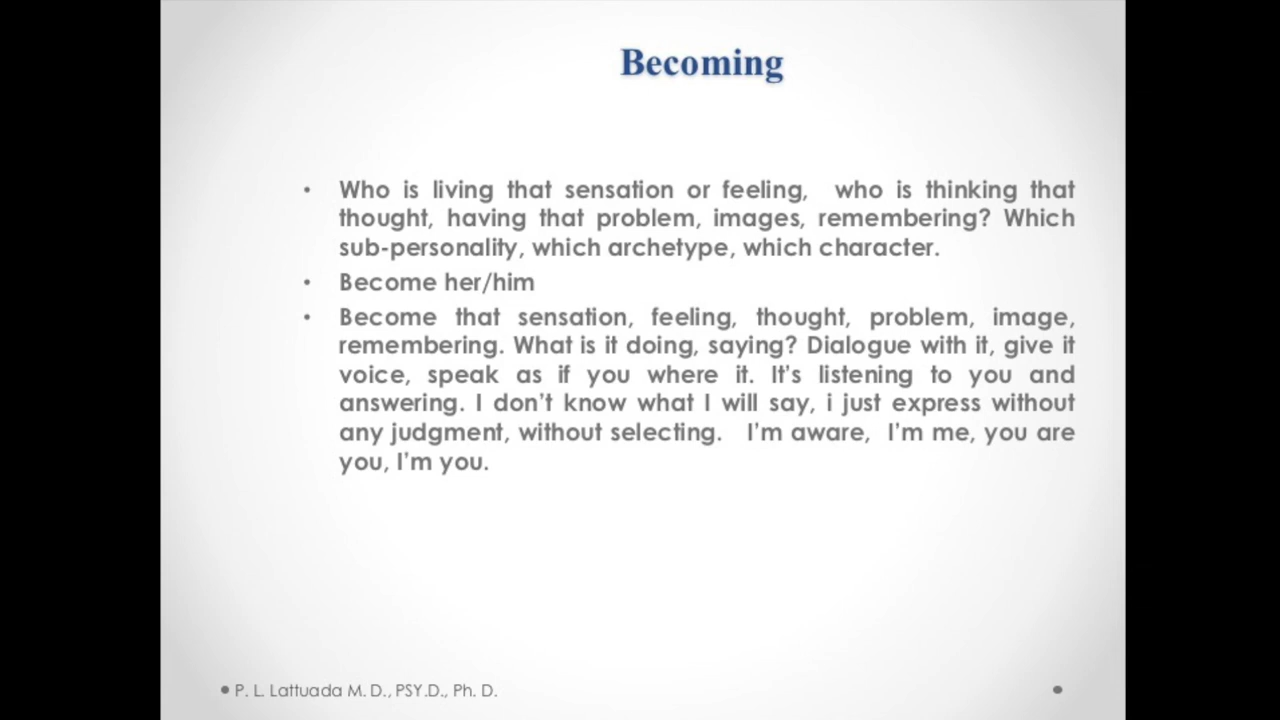 Becoming
• Who is living that sensation or feeling, who is thinking that
thought, having that problem, images, remembering? Which
sub-personality, which archetype, which character.
• Become her/him
• Become that sensation, feeling, thought, problem, image,
remembering. What is it doing, saying? Dialogue with it, give it
voice, speak as if you where it. It's listening to you and
answering. I don't know what I will say, i just express without
any judgment, without selecting. I'm aware, I'm me, you are
you, I'm you.
• P. L. Lattuada M. D., PSY.D., Ph. D.